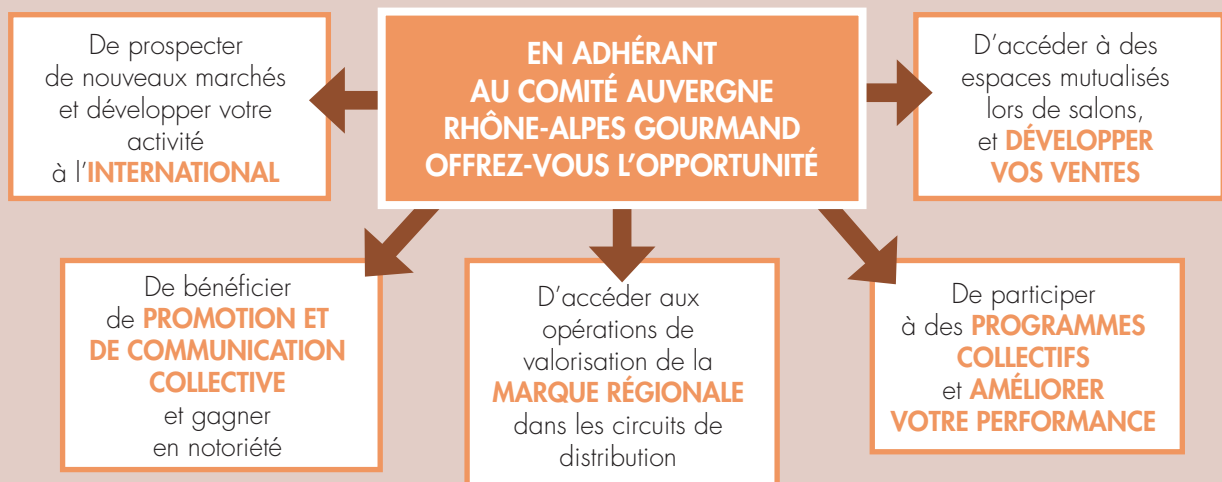 EN ADHÉRANT
AU COMITÉ AUVERGNE
RHÔNE-ALPES GOURMAND
OFFREZ-VOUS L'OPPORTUNITÉ
De prospecter
de nouveaux marchés
et développer votre
activité
à l'INTERNATIONAL
D'accéder à des
espaces mutualisés
lors de salons,
et DÉVELOPPER
VOS VENTES
De bénéficier
de PROMOTION ET
DE COMMUNICATION
COLLECTIVE
et gagner
en notoriété
D'accéder aux
opérations de
valorisation de la
MARQUE RÉGIONALE
dans les circuits de
distribution
De participer
à des PROGRAMMES
COLLECTIFS
et AMÉLIORER
VOTRE PERFORMANCE